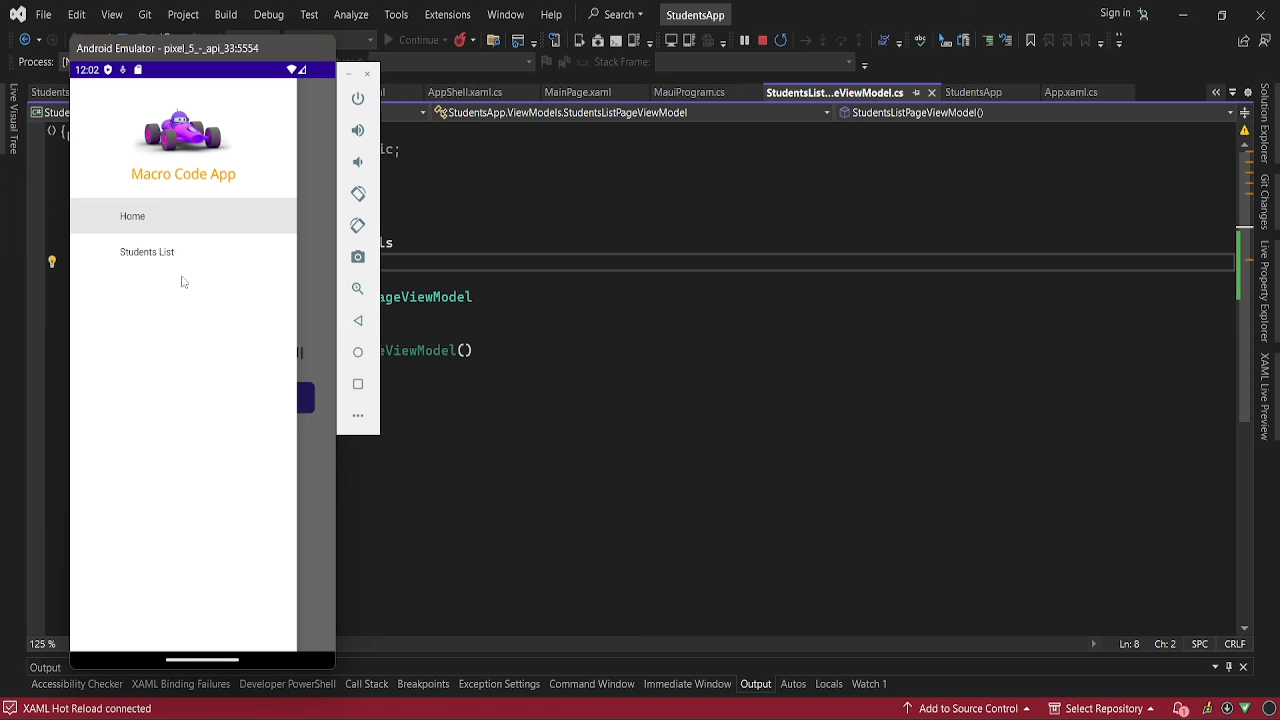 File Edit View Git Project Build Debug Test Analyze Tools Extensions Window Help Search StudentsApp Sign in
Android Emulator - pixel_5_-_api_33:5554
Continue
Process: Stack Frame:
12:02
AppShell.xaml.cs MainPage.xaml MauiProgram.cs StudentsList...eViewModel.cs StudentsApp App.xaml.cs
StudentsApp.ViewModels.StudentsListPageViewModel StudentsListPageViewModel()
Live Visual Tree
Solution Explorer
Git Changes
Live Property Explorer
XAML Live Preview
ic;
Macro Code App
Home
ls
Students List
ageViewModel
eViewModel()
125 % Ln: 8 Ch: 2 SPC CRLF
Output
Accessibility Checker XAML Binding Failures Developer PowerShell Call Stack Breakpoints Exception Settings Command Window Immediate Window Output Autos Locals Watch 1
XAML Hot Reload connected Add to Source Control Select Repository